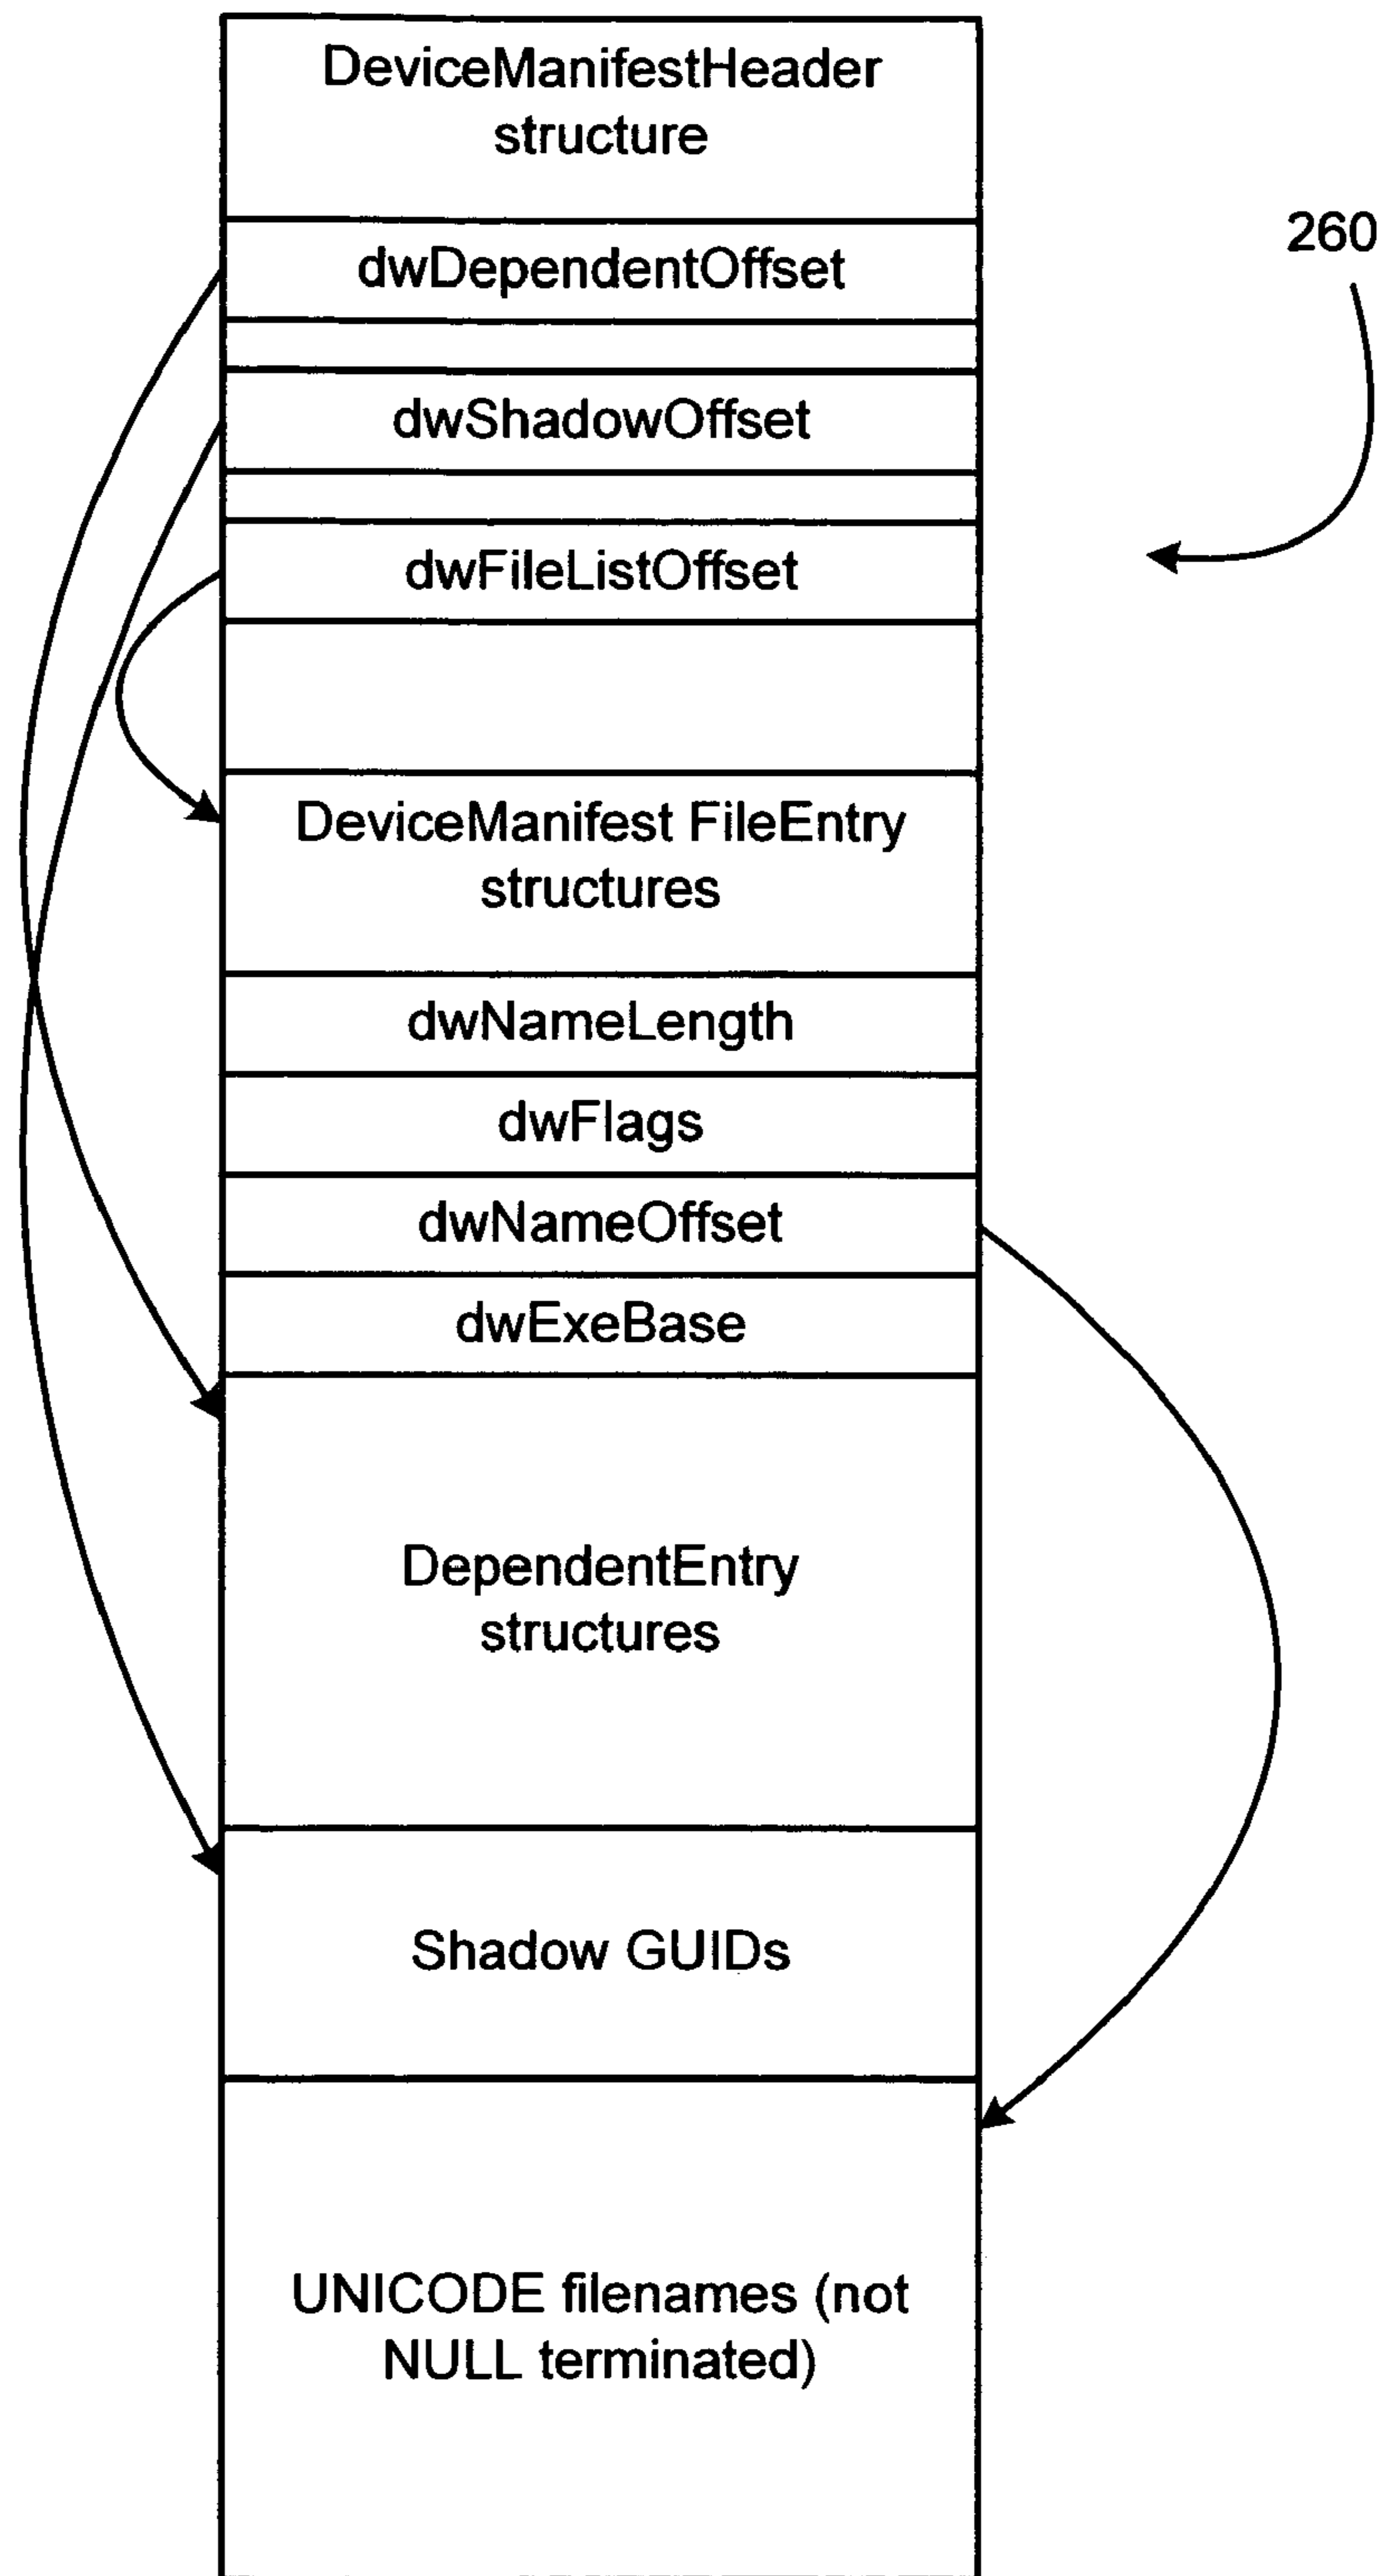 DeviceManifestHeader
structure
dwDependentOffset
260
dwShadowOffset
dwFileListOffset
DeviceManifest FileEntry
structures
dwNameLength
dwFlags
dwNameOffset
dwExeBase
DependentEntry
structures
Shadow GUIDs
UNICODE filenames (not
NULL terminated)